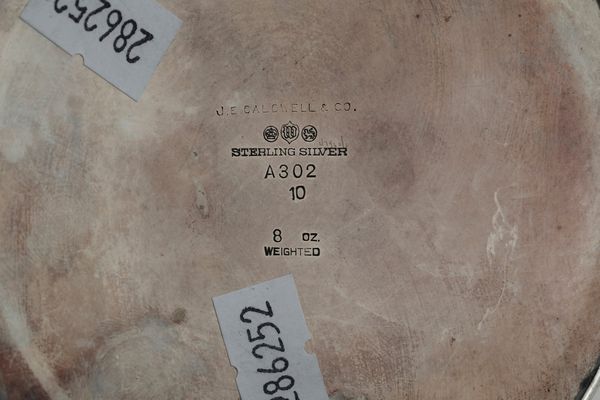 286252
J.E. CALDWELL & CO.
W
STERLING SILVER
A302
10
8 OZ.
WEIGHTED
286252